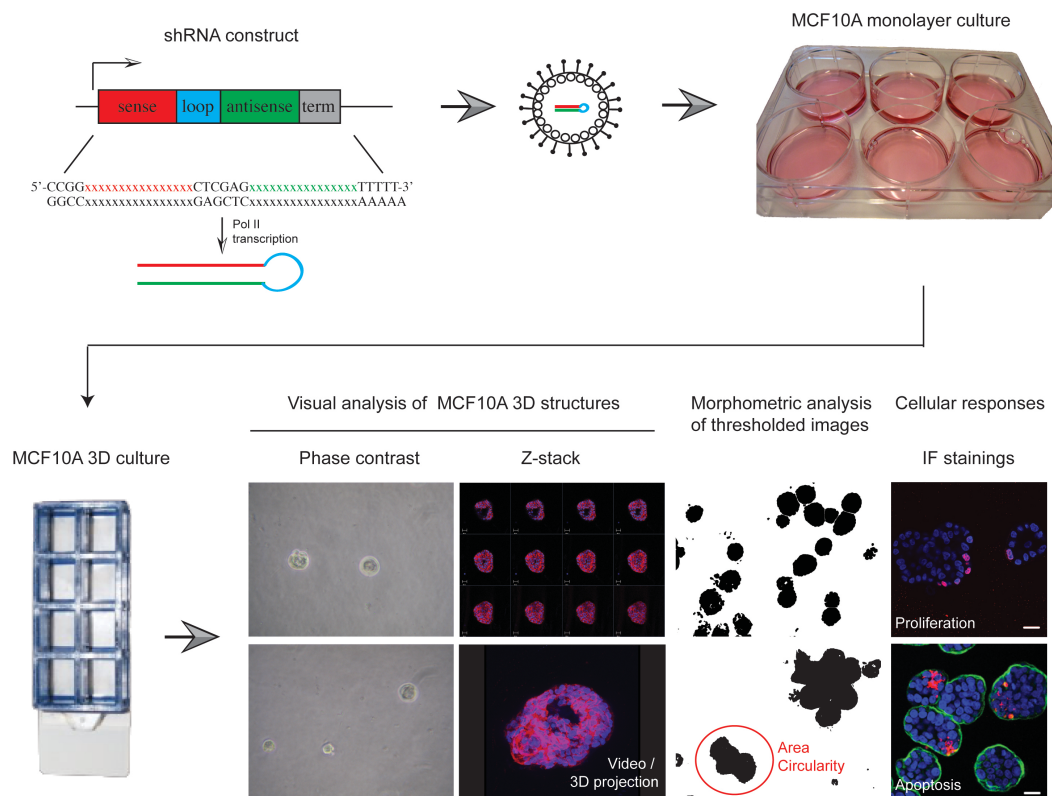 shRNA construct
MCF10A monolayer culture
sense loop antisense term
5’-CCGGxxxxxxxxxxxxxxxxCTCGAGxxxxxxxxxxxxxxxxTTTTT-3’
GGCCxxxxxxxxxxxxxxxxGAGCTCxxxxxxxxxxxxxxxxAAAAA
Pol II
transcription
Visual analysis of MCF10A 3D structures
Morphometric analysis
of thresholded images
Cellular responses
MCF10A 3D culture
Phase contrast
Z-stack
IF stainings
Proliferation
Video /
3D projection
Area
Circularity
Apoptosis